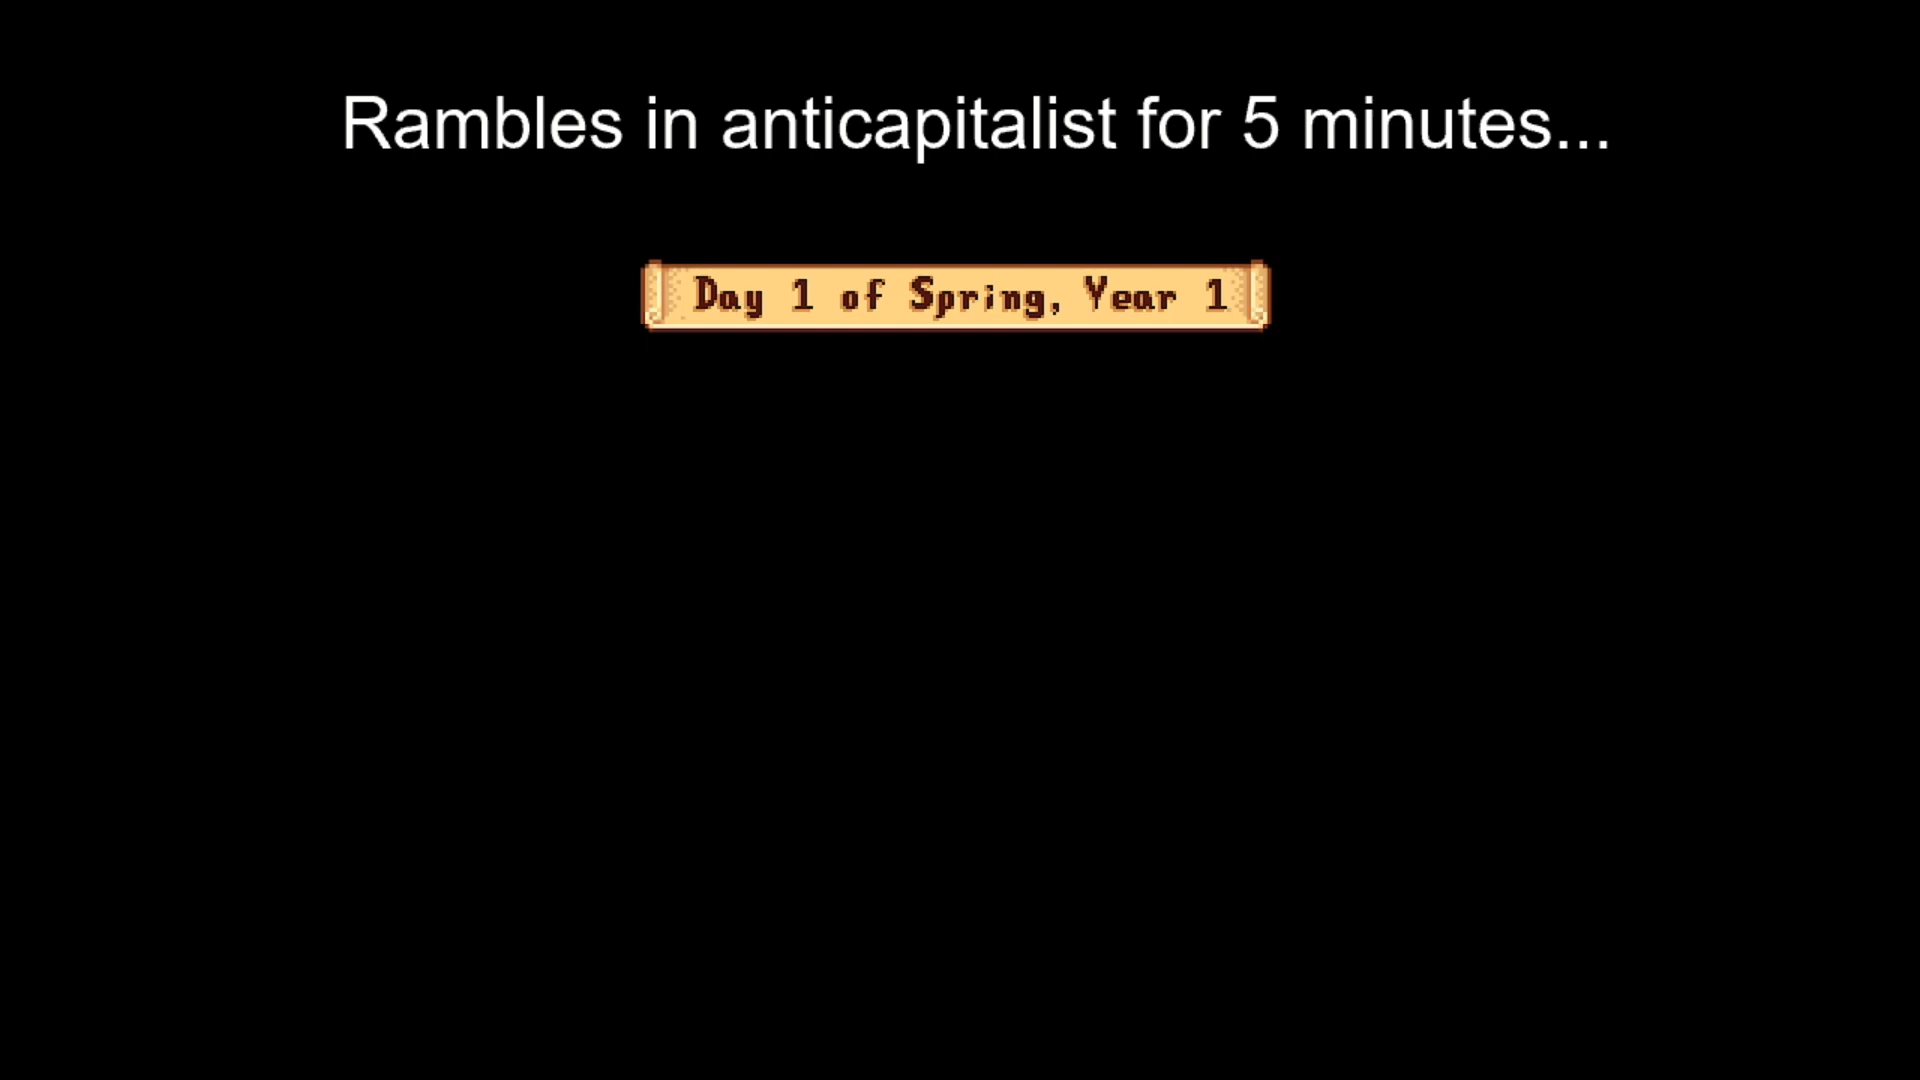 Rambles in anticapitalist for 5 minutes...
Day 1 of Spring, Year 1